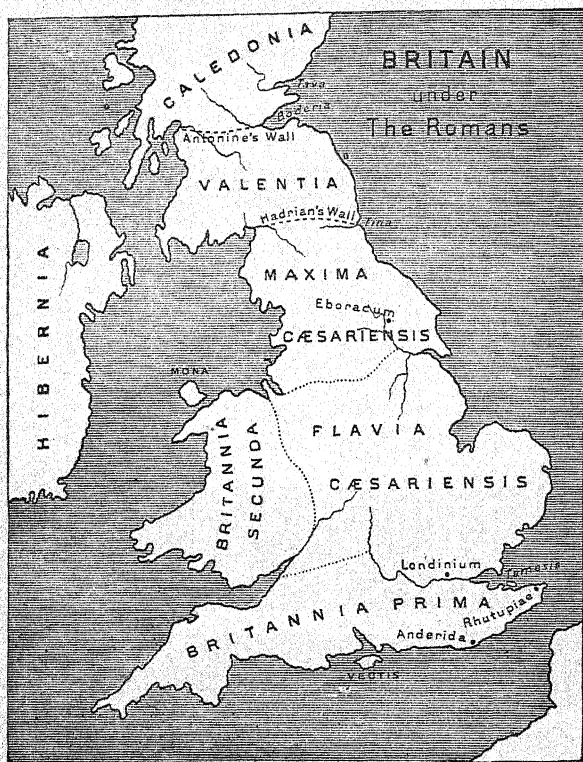 BRITAIN
under
The Romans
CALEDONIA
Tava
Boderia
Antonine's Wall
VALENTIA
Hadrian's Wall
Tina
MAXIMA
Eboracum
CÆSARIENSIS
HIBERNIA
MONA
FLAVIA
CÆSARIENSIS
BRITANNIA
SECUNDA
Londinium
Tamesis
BRITANNIA PRIMA
Rhutupiae
Anderida
VECTIS